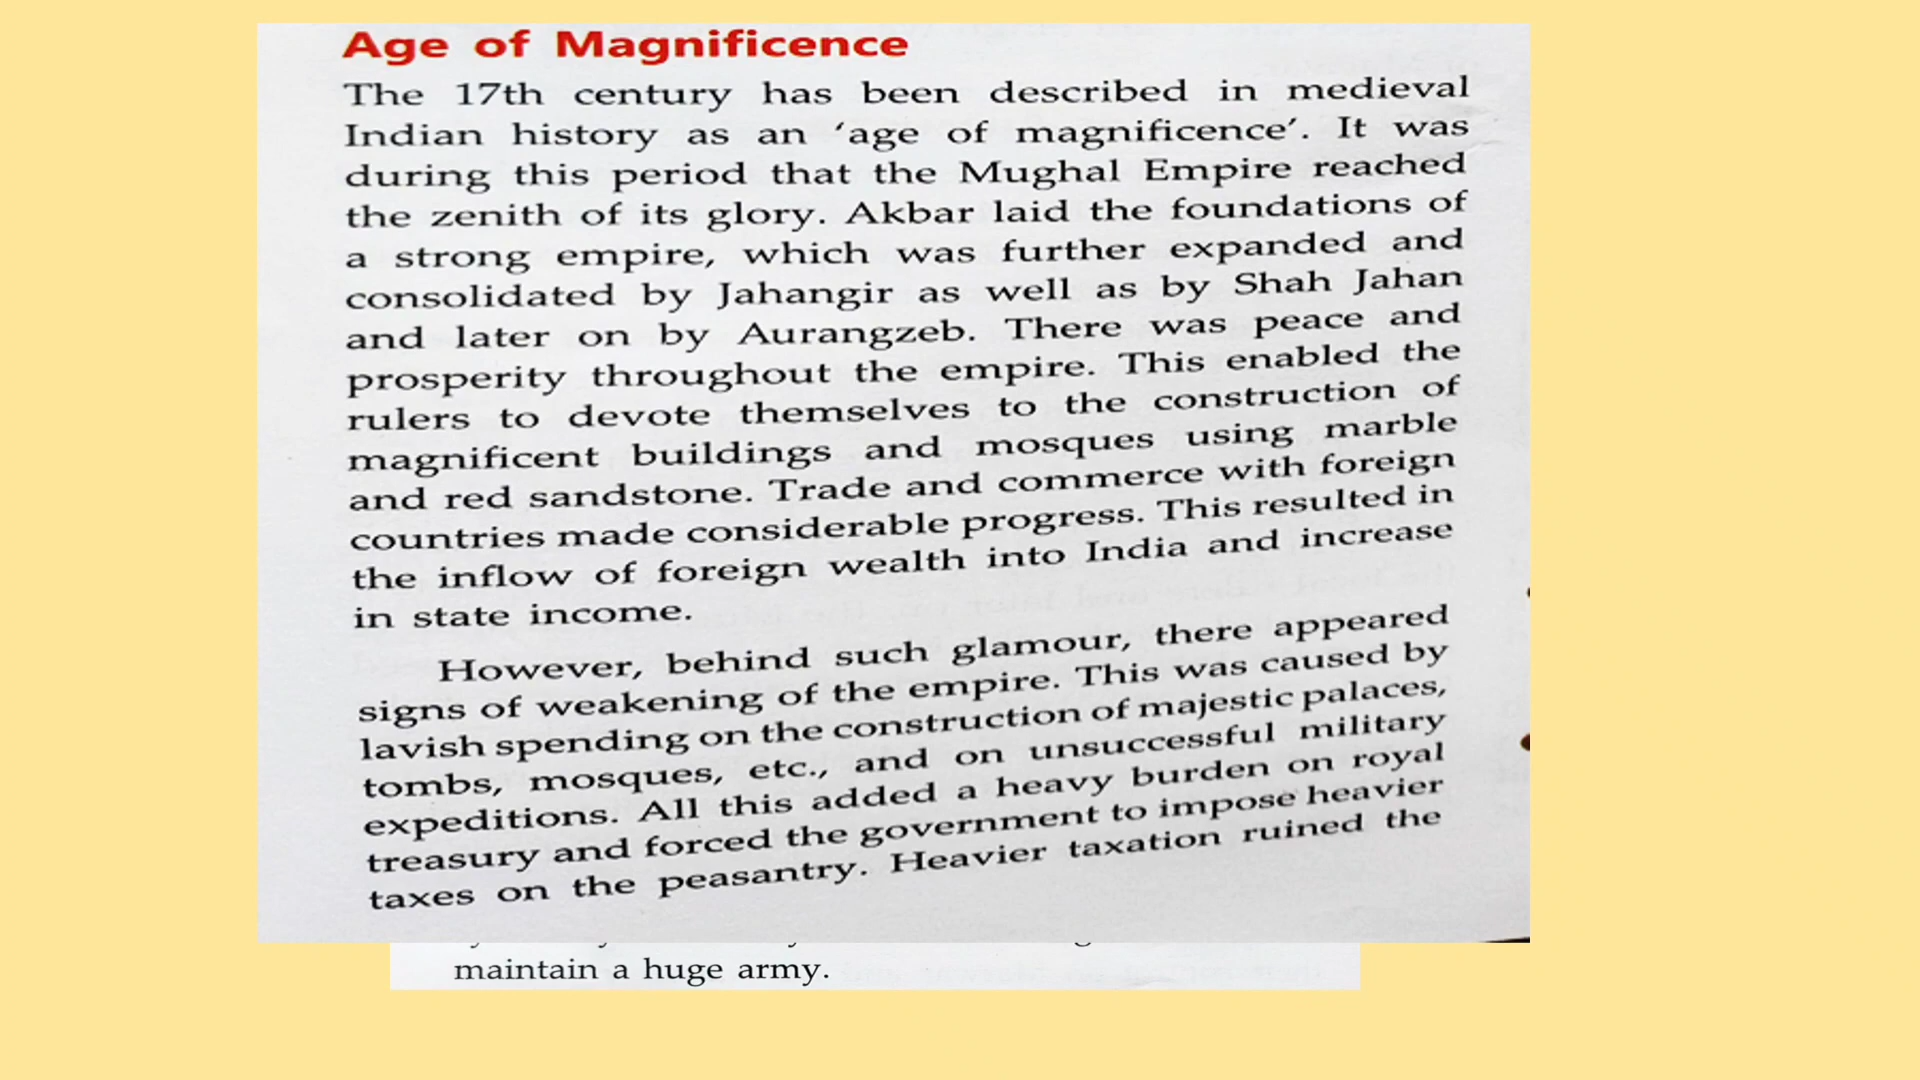 Age of Magnificence
The 17th century has been described in medieval
Indian history as an ‘age of magnificence’. It was
during this period that the Mughal Empire reached
the zenith of its glory. Akbar laid the foundations of
a strong empire, which was further expanded and
consolidated by Jahangir as well as by Shah Jahan
and later on by Aurangzeb. There was peace and
prosperity throughout the empire. This enabled the
rulers to devote themselves to the construction of
magnificent buildings and mosques using marble
and red sandstone. Trade and commerce with foreign
countries made considerable progress. This resulted in
the inflow of foreign wealth into India and increase
in state income.
However, behind such glamour, there appeared
signs of weakening of the empire. This was caused by
lavish spending on the construction of majestic palaces,
tombs, mosques, etc., and on unsuccessful military
expeditions. All this added a heavy burden on royal
treasury and forced the government to impose heavier
taxes on the peasantry. Heavier taxation ruined the
maintain a huge army.